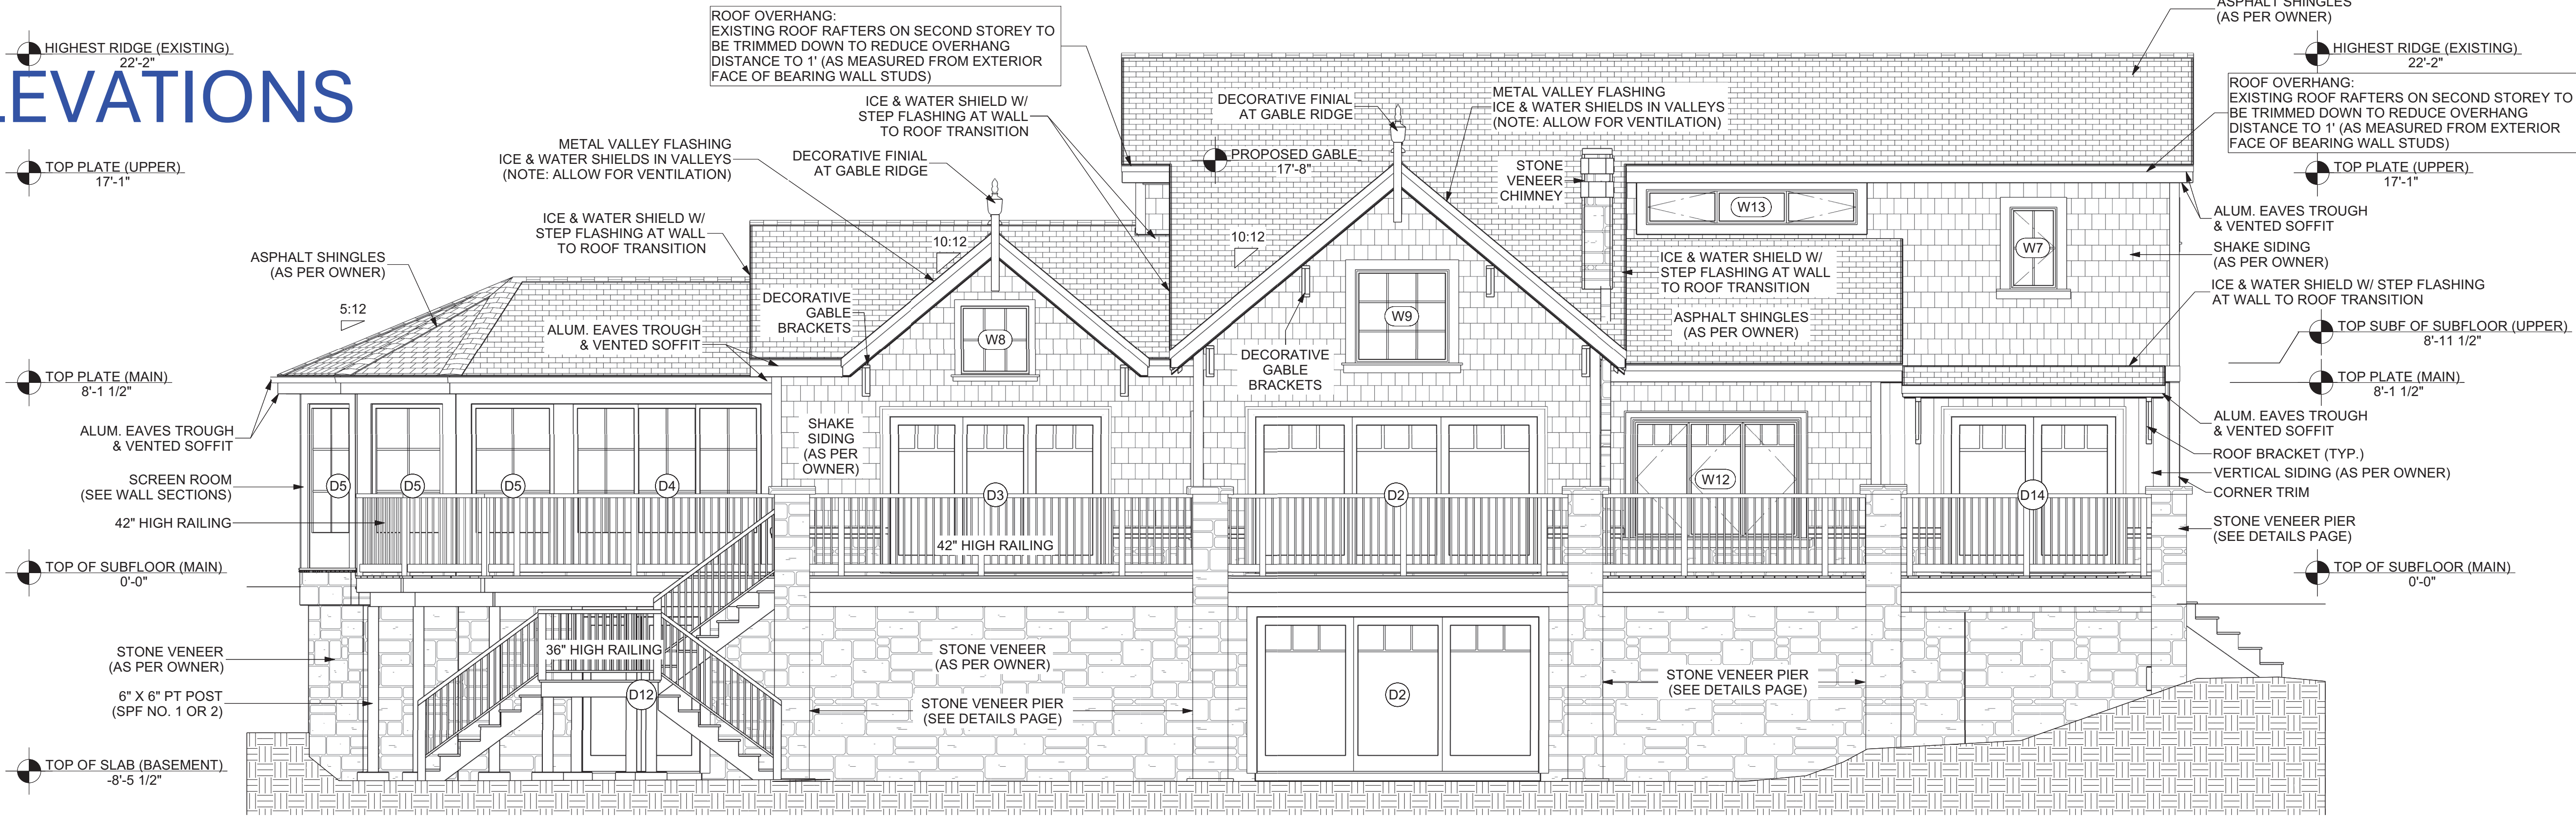 HIGHEST RIDGE (EXISTING)
22'-2"
LEVATIONS
TOP PLATE (UPPER)
17'-1"
ROOF OVERHANG:
EXISTING ROOF RAFTERS ON SECOND STOREY TO
BE TRIMMED DOWN TO REDUCE OVERHANG
DISTANCE TO 1' (AS MEASURED FROM EXTERIOR
FACE OF BEARING WALL STUDS)
ICE & WATER SHIELD W/
STEP FLASHING AT WALL
TO ROOF TRANSITION
METAL VALLEY FLASHING
ICE & WATER SHIELDS IN VALLEYS
(NOTE: ALLOW FOR VENTILATION)
DECORATIVE FINIAL
AT GABLE RIDGE
ICE & WATER SHIELD W/
STEP FLASHING AT WALL
TO ROOF TRANSITION
ASPHALT SHINGLES
(AS PER OWNER)
5:12
10:12
DECORATIVE
GABLE
BRACKETS
ALUM. EAVES TROUGH
& VENTED SOFFIT
W8
DECORATIVE FINIAL
AT GABLE RIDGE
METAL VALLEY FLASHING
ICE & WATER SHIELDS IN VALLEYS
(NOTE: ALLOW FOR VENTILATION)
PROPOSED GABLE
17'-8"
STONE
VENEER
CHIMNEY
10:12
W9
DECORATIVE
GABLE
BRACKETS
ICE & WATER SHIELD W/
STEP FLASHING AT WALL
TO ROOF TRANSITION
ASPHALT SHINGLES
(AS PER OWNER)
W13
W7
ASPHALT SHINGLES
(AS PER OWNER)
HIGHEST RIDGE (EXISTING)
22'-2"
ROOF OVERHANG:
EXISTING ROOF RAFTERS ON SECOND STOREY TO
BE TRIMMED DOWN TO REDUCE OVERHANG
DISTANCE TO 1' (AS MEASURED FROM EXTERIOR
FACE OF BEARING WALL STUDS)
TOP PLATE (UPPER)
17'-1"
ALUM. EAVES TROUGH
& VENTED SOFFIT
SHAKE SIDING
(AS PER OWNER)
ICE & WATER SHIELD W/ STEP FLASHING
AT WALL TO ROOF TRANSITION
TOP SUBF OF SUBFLOOR (UPPER)
8'-11 1/2"
TOP PLATE (MAIN)
8'-1 1/2"
ALUM. EAVES TROUGH
& VENTED SOFFIT
ROOF BRACKET (TYP.)
VERTICAL SIDING (AS PER OWNER)
CORNER TRIM
STONE VENEER PIER
(SEE DETAILS PAGE)
TOP OF SUBFLOOR (MAIN)
0'-0"
TOP PLATE (MAIN)
8'-1 1/2"
ALUM. EAVES TROUGH
& VENTED SOFFIT
SCREEN ROOM
(SEE WALL SECTIONS)
42" HIGH RAILING
TOP OF SUBFLOOR (MAIN)
0'-0"
STONE VENEER
(AS PER OWNER)
6" X 6" PT POST
(SPF NO. 1 OR 2)
TOP OF SLAB (BASEMENT)
-8'-5 1/2"
D5
D5
D5
D4
SHAKE
SIDING
(AS PER
OWNER)
D3
42" HIGH RAILING
D2
W12
D14
36" HIGH RAILING
D12
STONE VENEER
(AS PER OWNER)
STONE VENEER PIER
(SEE DETAILS PAGE)
D2
STONE VENEER PIER
(SEE DETAILS PAGE)